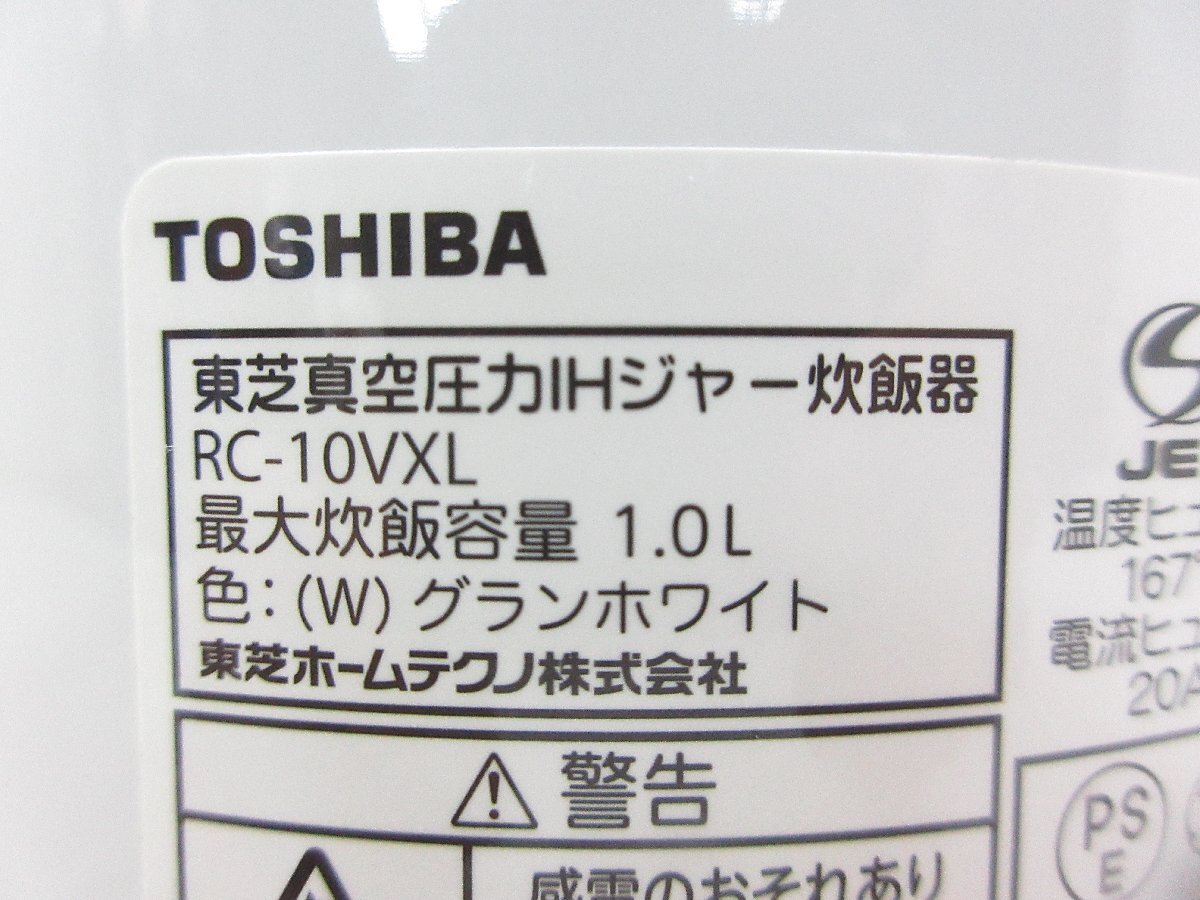 TOSHIBA
東芝真空圧力IHジャー炊飯器
RC-10VXL
最大炊飯容量 1.0L
色：(W) グランホワイト
東芝ホームテクノ株式会社
警告
感電のおそれあり
JE
温度ヒュ
167℃
電流ヒュ
20A
PS
E